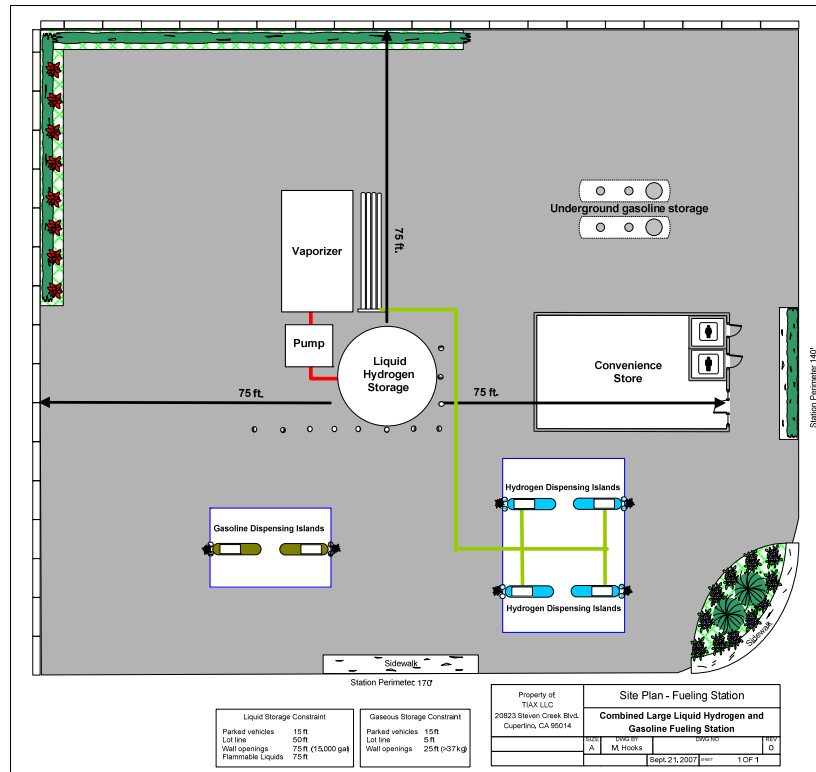 75 ft.
Underground gasoline storage
Vaporizer
Pump
Liquid
Hydrogen
Storage
Convenience
Store
75 ft.
75 ft.
Station Perimeter 140'
Hydrogen Dispensing Islands
Gasoline Dispensing Islands
Hydrogen Dispensing Islands
Sidewalk
Sidewalk
Station Perimeter: 170'
Liquid Storage Constraint
Parked vehicles 15 ft
Lot line 50 ft
Wall openings 75 ft (15,000 gal)
Flammable Liquids 75 ft
Gaseous Storage Constraint
Parked vehicles 15ft
Lot line 5 ft
Wall openings 25 ft (>37kg)
Property of:
TIAX LLC
20823 Steven Creek Blvd.
Cupertino, CA 95014
Site Plan - Fueling Station
Combined Large Liquid Hydrogen and
Gasoline Fueling Station
SIZE DWG BY DWG NO REV
A M. Hooks 0
Sept. 21, 2007 SHEET 1 OF 1